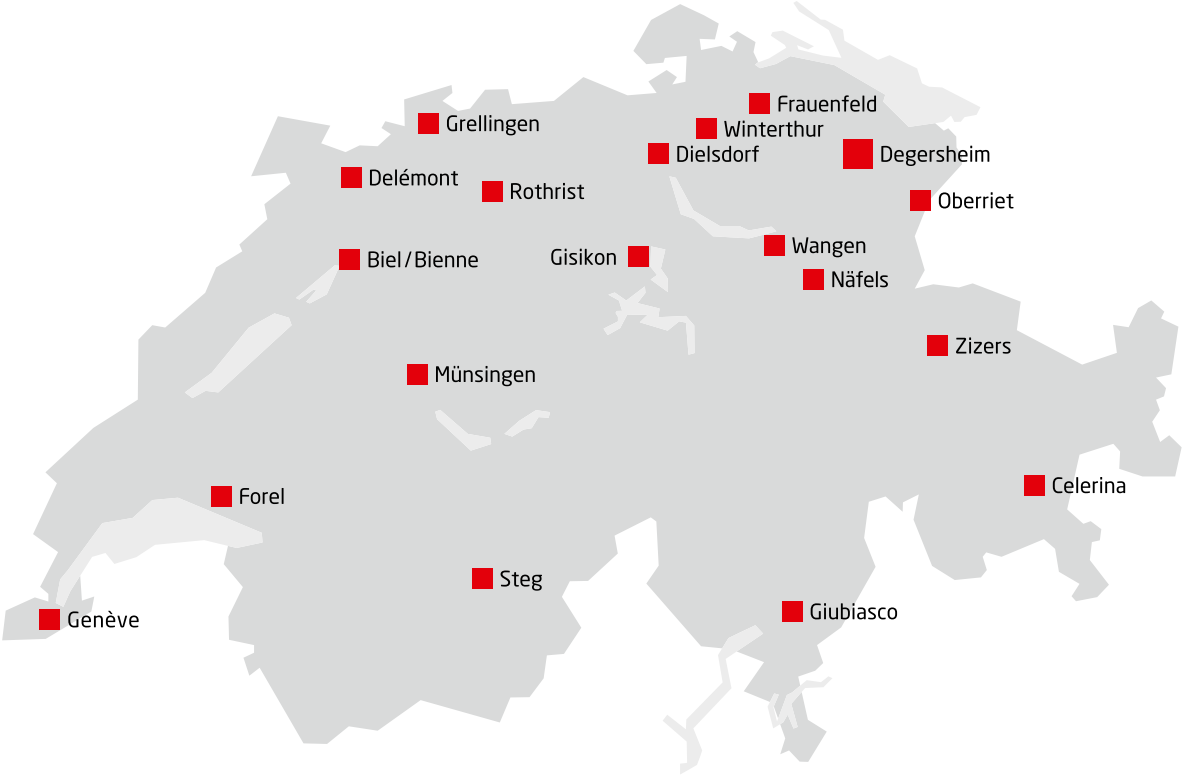 Frauenfeld
Grellingen
Winterthur
Dielsdorf
Degersheim
Delémont
Rothrist
Oberriet
Wangen
Gisikon
Biel/Bienne
Näfels
Zizers
Münsingen
Celerina
Forel
Steg
Giubiasco
Genève